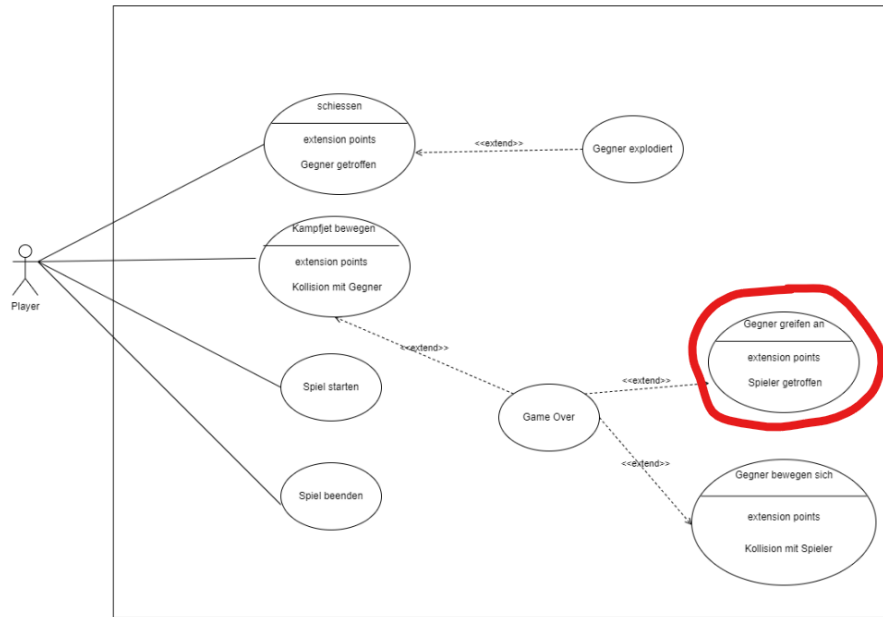 schiessen
extension points
Gegner getroffen
<<extend>>
Gegner explodiert
Kampfjet bewegen
extension points
Kollision mit Gegner
Player
<<extend>>
Gegner greifen an
extension points
Spieler getroffen
<<extend>>
Spiel starten
Game Over
<<extend>>
Gegner bewegen sich
extension points
Kollision mit Spieler
Spiel beenden